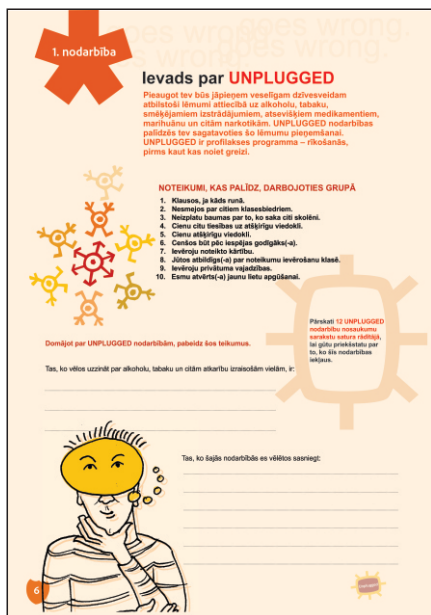 goes wrong.
goes wrong.
goes wrong.
1. nodarbība
Ievads par UNPLUGGED
Pieaugot tev būs jāpieņem veselīgam dzīvesveidam
atbilstoši lēmumi attiecībā uz alkoholu, tabaku,
smēķējamiem izstrādājumiem, atsevišķiem medikamentiem,
marihuānu un citām narkotikām. UNPLUGGED nodarbības
palīdzēs tev sagatavoties šo lēmumu pieņemšanai.
UNPLUGGED ir profilakses programma – rīkošanās,
pirms kaut kas noiet greizi.
NOTEIKUMI, KAS PALĪDZ, DARBOJOTIES GRUPĀ
1. Klausos, ja kāds runā.
2. Nesmejos par citiem klasesbiedriem.
3. Neizplatu baumas par to, ko saka citi skolēni.
4. Cienu citu tiesības uz atšķirīgu viedokli.
5. Cienu atšķirīgu viedokli.
6. Cenšos būt pēc iespējas godīgāks(-a).
7. Ievēroju noteikto kārtību.
8. Jūtos atbildīgs(-a) par noteikumu ievērošanu klasē.
9. Ievēroju privātuma vajadzības.
10. Esmu atvērts(-a) jaunu lietu apgūšanai.
Pārskati 12 UNPLUGGED
nodarbību nosaukumu
sarakstu satura rādītājā,
lai gūtu priekšstatu par
to, ko šīs nodarbības
iekļaus.
Domājot par UNPLUGGED nodarbībām, pabeidz šos teikumus.
Tas, ko vēlos uzzināt par alkoholu, tabaku un citām atkarību izraisošām vielām, ir:
Tas, ko šajās nodarbībās es vēlētos sasniegt:
6